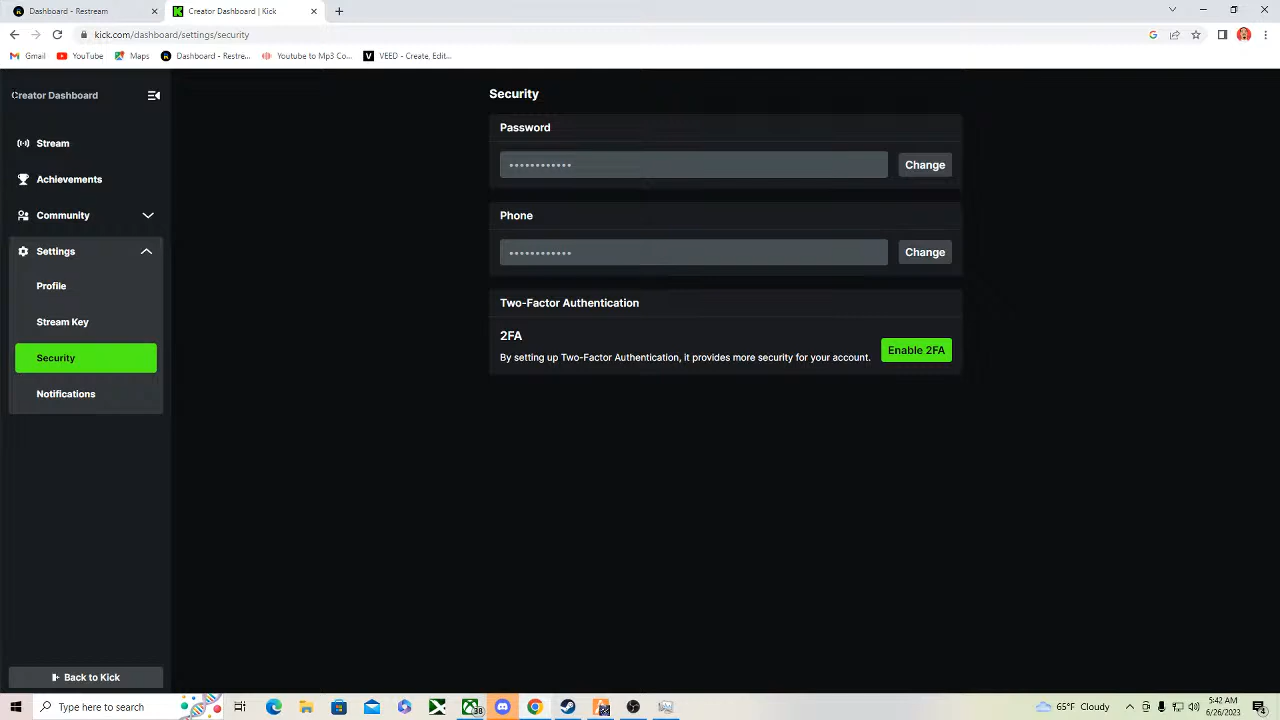 Dashboard - Restream
Creator Dashboard | Kick
kick.com/dashboard/settings/security
Gmail
YouTube
Maps
Dashboard - Restre...
Youtube to Mp3 Co...
VEED - Create, Edit...
Creator Dashboard
Stream
Achievements
Community
Settings
Profile
Stream Key
Security
Notifications
Back to Kick
Security
Password
Change
Phone
Change
Two-Factor Authentication
2FA
By setting up Two-Factor Authentication, it provides more security for your account.
Enable 2FA
Type here to search
38
65°F Cloudy
5:42 AM
6/26/2023